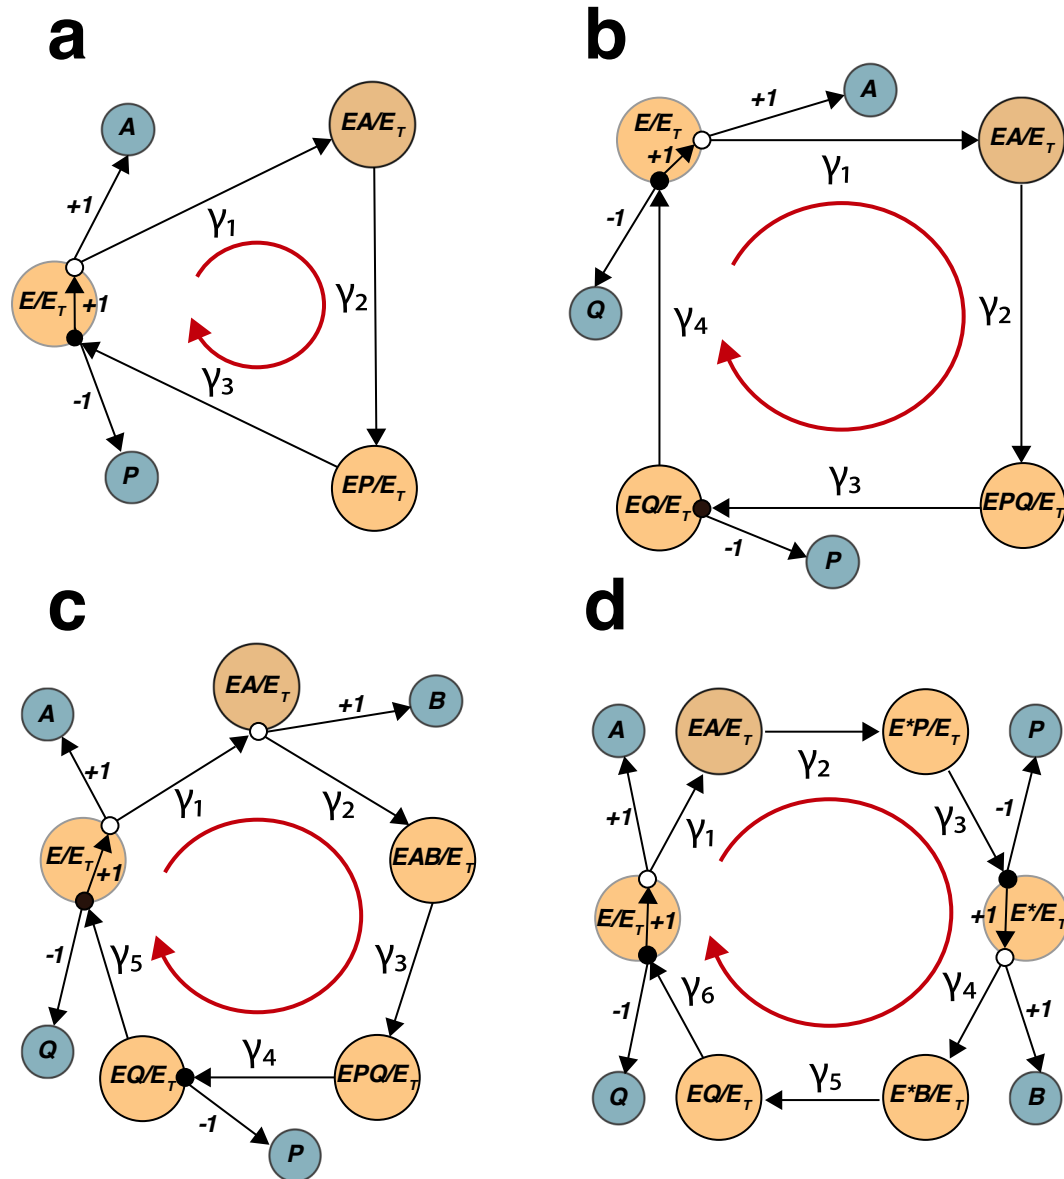 a
A
+1
EA/E_T
γ1
E/E_T +1
γ2
γ3
-1
P
EP/E_T
b
A
+1
E/E_T
+1
EA/E_T
γ1
-1
Q
γ4
γ2
γ3
EQ/E_T
EPQ/E_T
-1
P
c
EA/E_T
A
+1
B
+1
γ1
γ2
E/E_T
+1
EAB/E_T
-1
γ5
γ3
Q
γ4
EQ/E_T
EPQ/E_T
-1
P
d
A
EA/E_T
E*P/E_T
P
γ2
+1
γ1
γ3
-1
E/E_T +1
+1 E*/E_T
γ6
γ4
-1
+1
γ5
Q
EQ/E_T
E*B/E_T
B